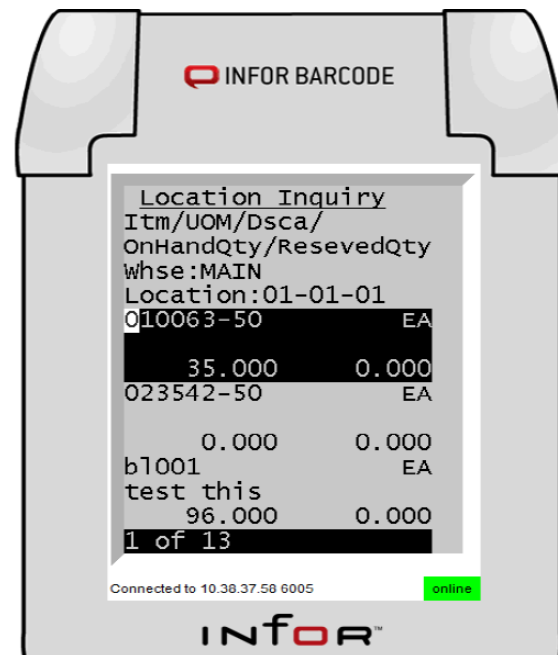 INFOR BARCODE
Location Inquiry
Itm/UOM/Dsca/
OnHandQty/ResevedQty
Whse:MAIN
Location:01-01-01
010063-50 EA
35.000 0.000
023542-50 EA
0.000 0.000
bl001 EA
test this
96.000 0.000
1 of 13
Connected to 10.38.37.58 6005 online
infor™